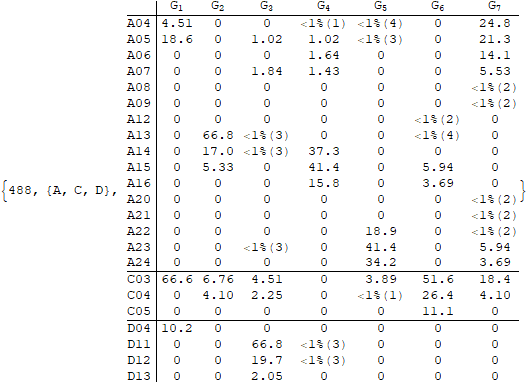 G1 G2 G3 G4 G5 G6 G7
A04 4.51 0 0 <1%(1) <1%(4) 0 24.8
A05 18.6 0 1.02 1.02 <1%(3) 0 21.3
A06 0 0 0 1.64 0 0 14.1
A07 0 0 1.84 1.43 0 0 5.53
A08 0 0 0 0 0 0 <1%(2)
A09 0 0 0 0 0 0 <1%(2)
A12 0 0 0 0 0 <1%(2) 0
A13 0 66.8 <1%(3) 0 0 <1%(4) 0
A14 0 17.0 <1%(3) 37.3 0 0 0
A15 0 5.33 0 41.4 0 5.94 0
{488, {A, C, D}, A16 0 0 0 15.8 0 3.69 0 }
A20 0 0 0 0 0 0 <1%(2)
A21 0 0 0 0 0 0 <1%(2)
A22 0 0 0 0 18.9 0 <1%(2)
A23 0 0 <1%(3) 0 41.4 0 5.94
A24 0 0 0 0 34.2 0 3.69
C03 66.6 6.76 4.51 0 3.89 51.6 18.4
C04 0 4.10 2.25 0 <1%(1) 26.4 4.10
C05 0 0 0 0 0 11.1 0
D04 10.2 0 0 0 0 0 0
D11 0 0 66.8 <1%(3) 0 0 0
D12 0 0 19.7 <1%(3) 0 0 0
D13 0 0 2.05 0 0 0 0